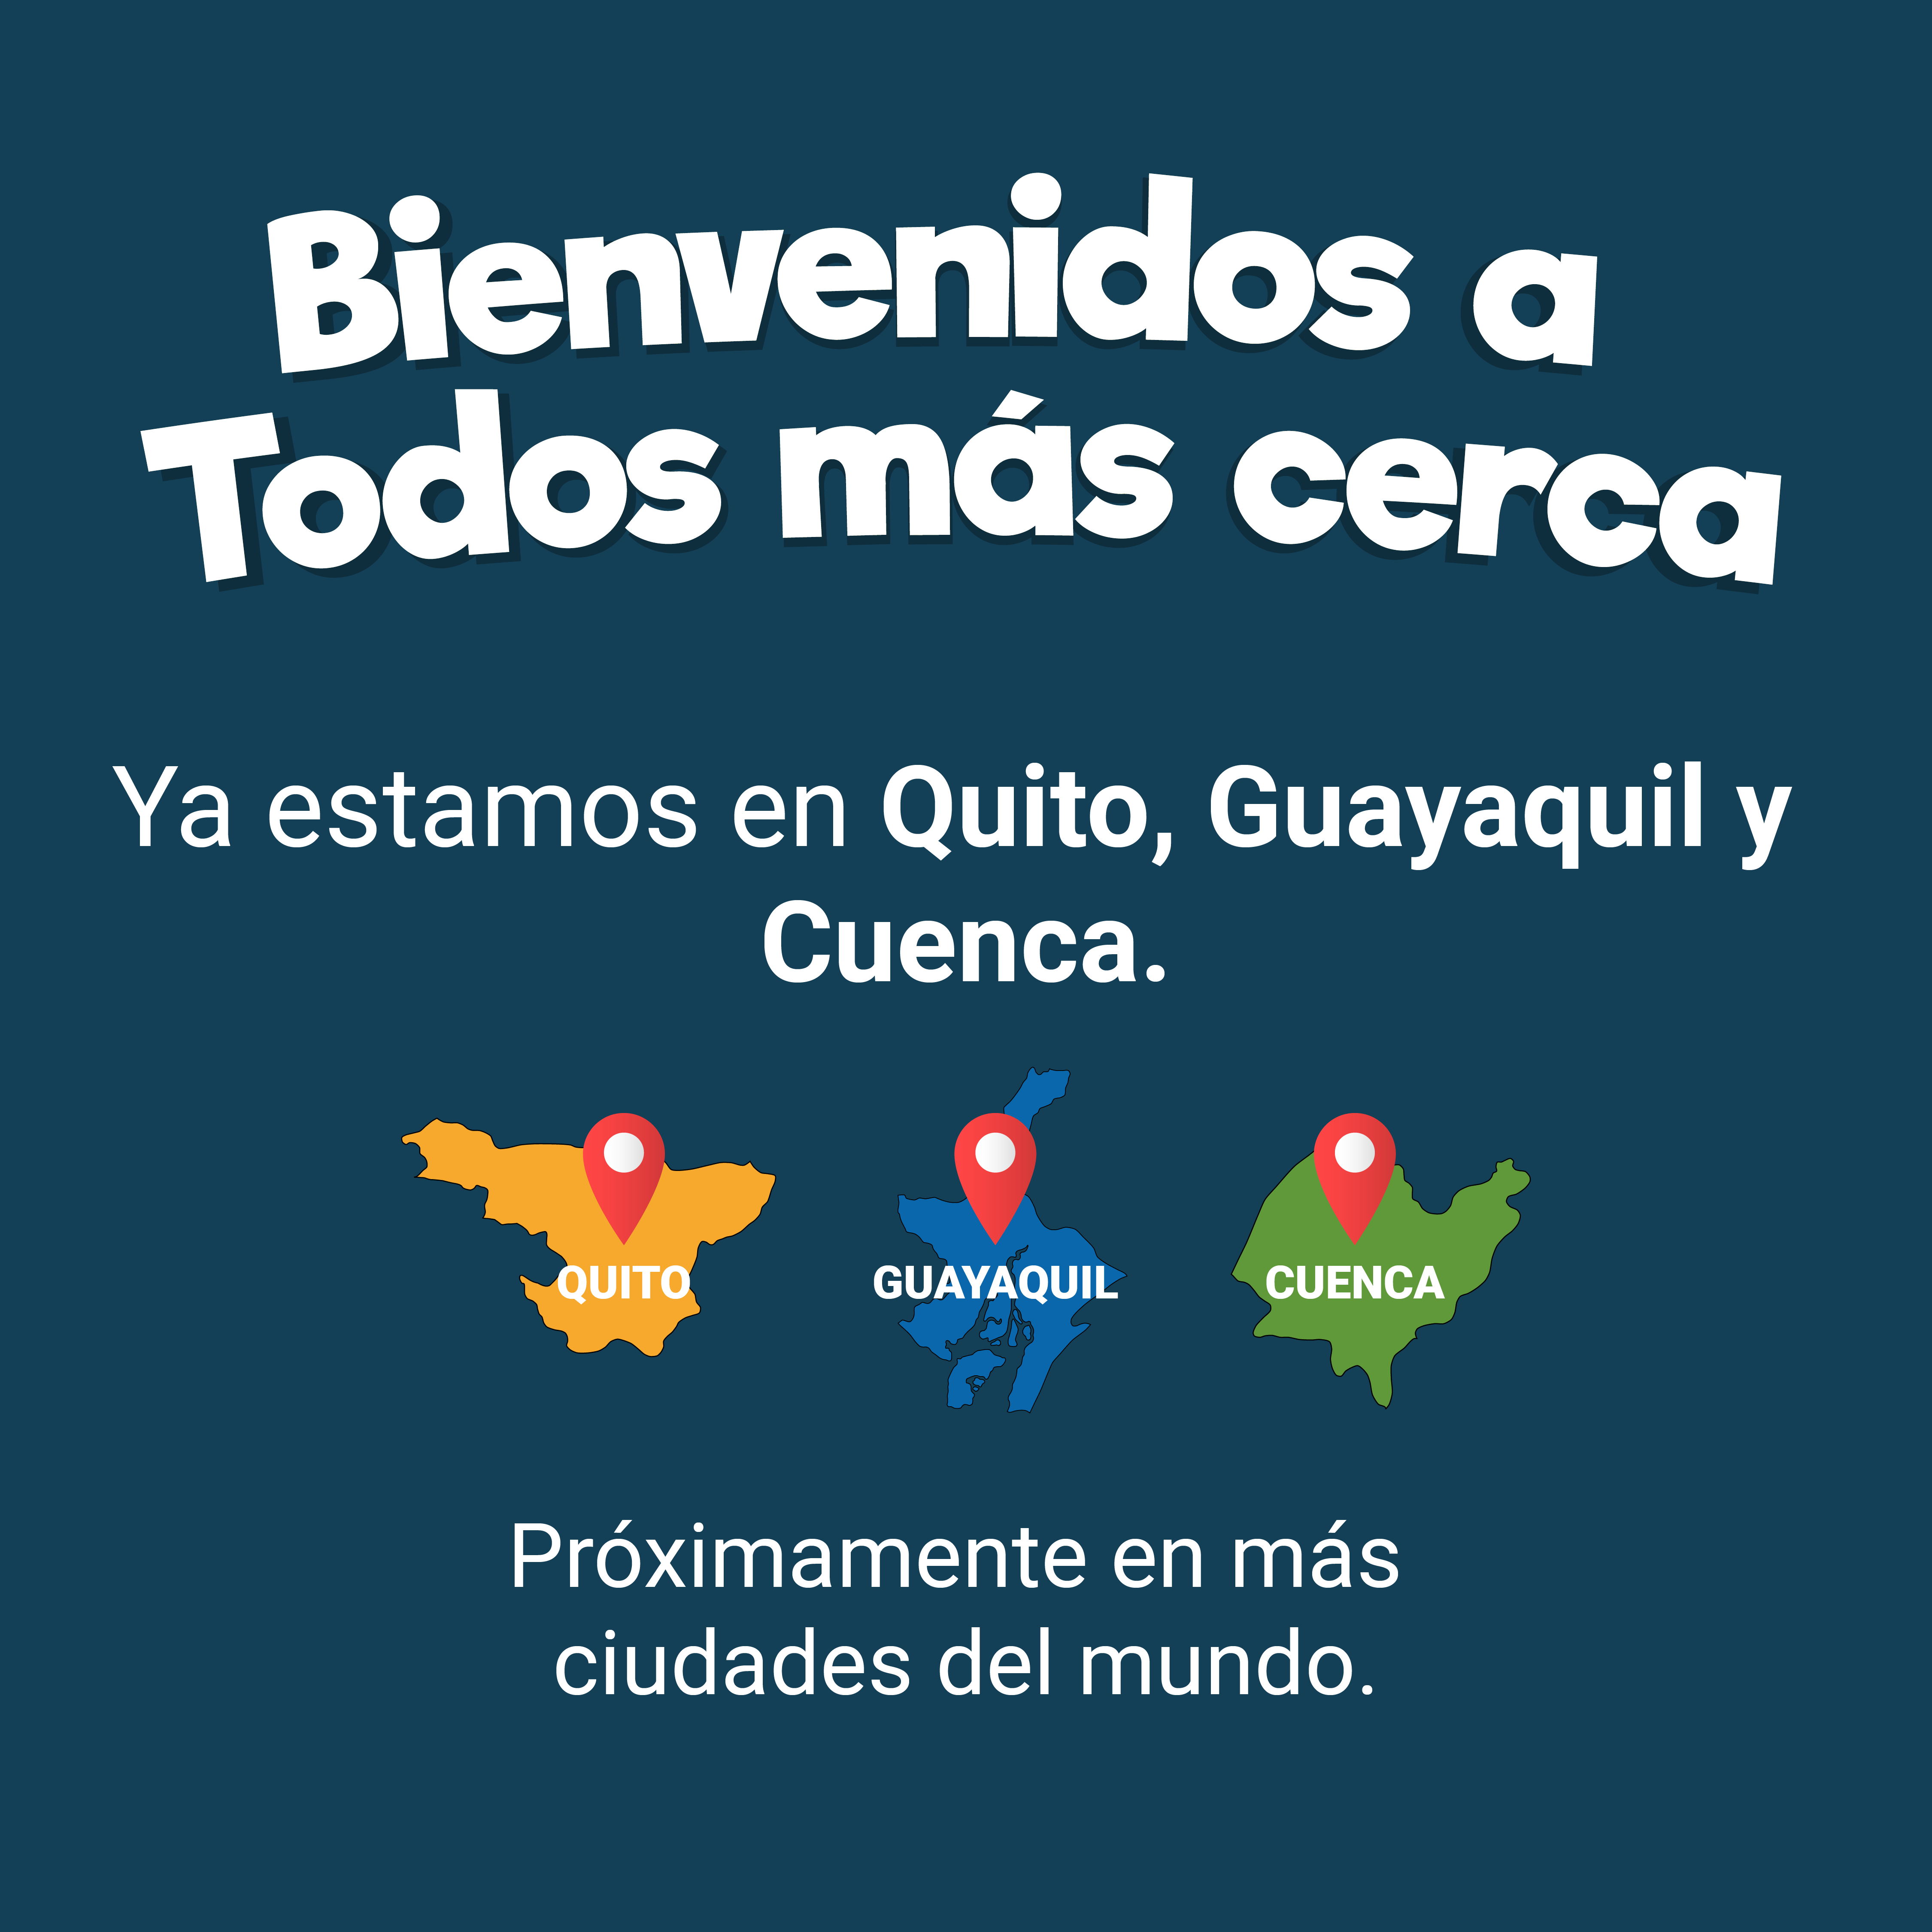 Bienvenidos a
Todos más cerca
Ya estamos en Quito, Guayaquil y
Cuenca.
QUITO
GUAYAQUIL
CUENCA
Próximamente en más
ciudades del mundo.